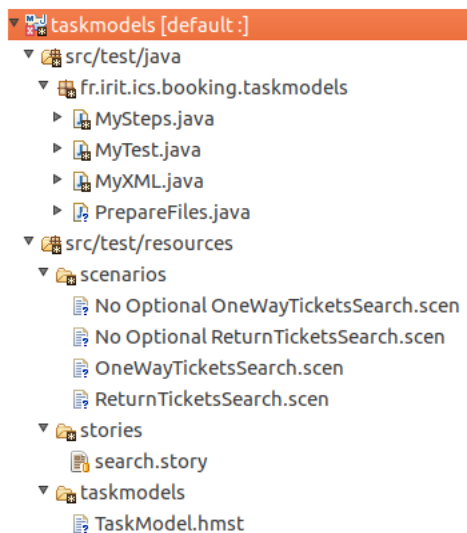 taskmodels [default :]
src/test/java
fr.irit.ics.booking.taskmodels
MySteps.java
MyTest.java
MyXML.java
PrepareFiles.java
src/test/resources
scenarios
No Optional OneWayTicketsSearch.scen
No Optional ReturnTicketsSearch.scen
OneWayTicketsSearch.scen
ReturnTicketsSearch.scen
stories
search.story
taskmodels
TaskModel.hmst